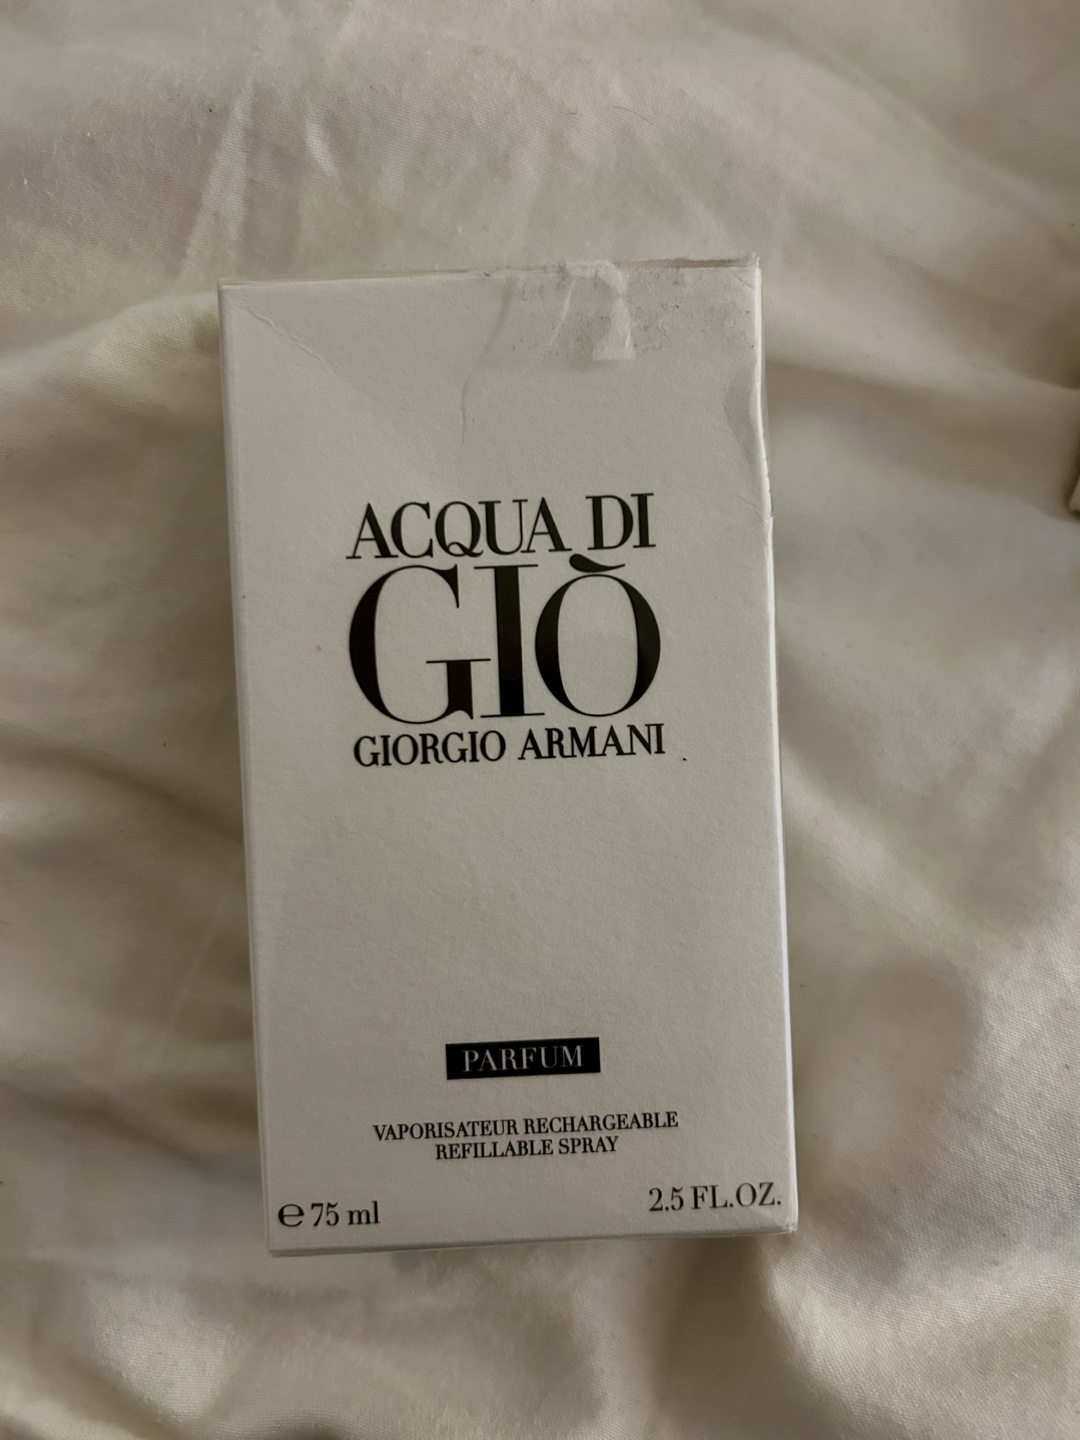 ACQUA DI
GIÒ
GIORGIO ARMANI
PARFUM
VAPORISATEUR RECHARGEABLE
REFILLABLE SPRAY
℮ 75 ml
2.5 FL.OZ.